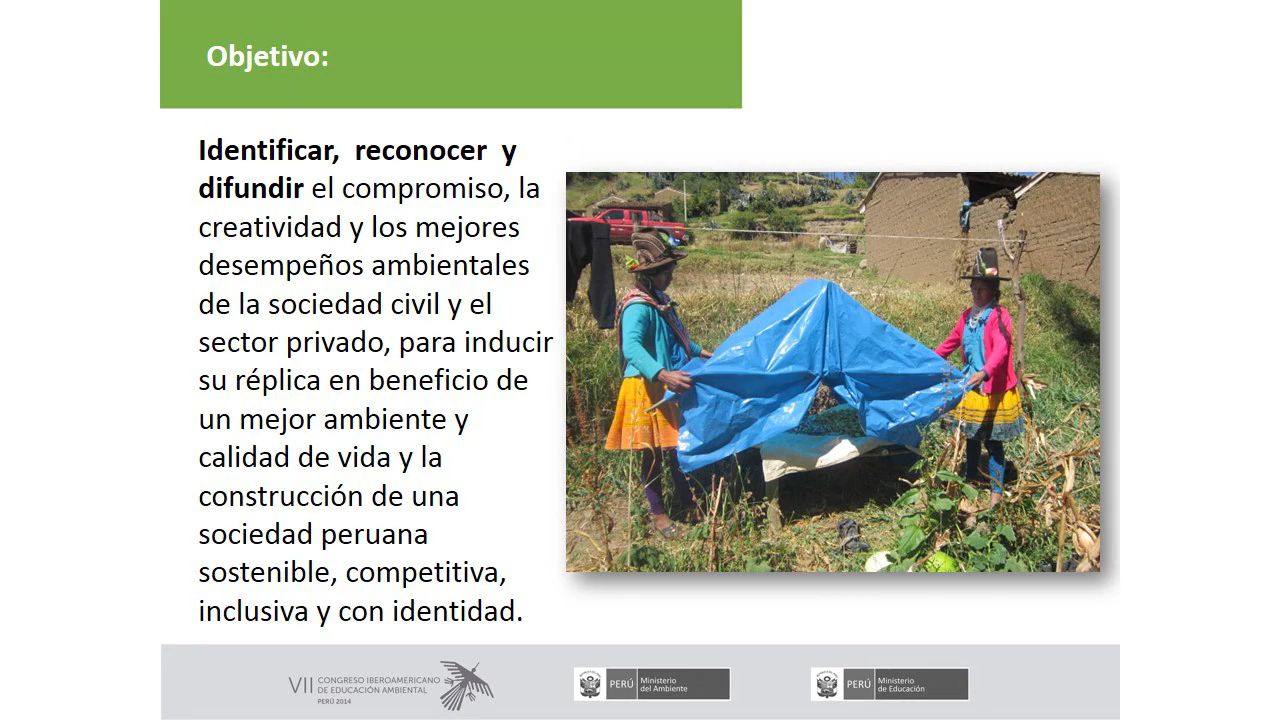 Objetivo:
Identificar, reconocer y
difundir el compromiso, la
creatividad y los mejores
desempeños ambientales
de la sociedad civil y el
sector privado, para inducir
su réplica en beneficio de
un mejor ambiente y
calidad de vida y la
construcción de una
sociedad peruana
sostenible, competitiva,
inclusiva y con identidad.
VII CONGRESO IBEROAMERICANO
DE EDUCACIÓN AMBIENTAL
PERÚ 2014
PERÚ Ministerio
del Ambiente
PERÚ Ministerio
de Educación